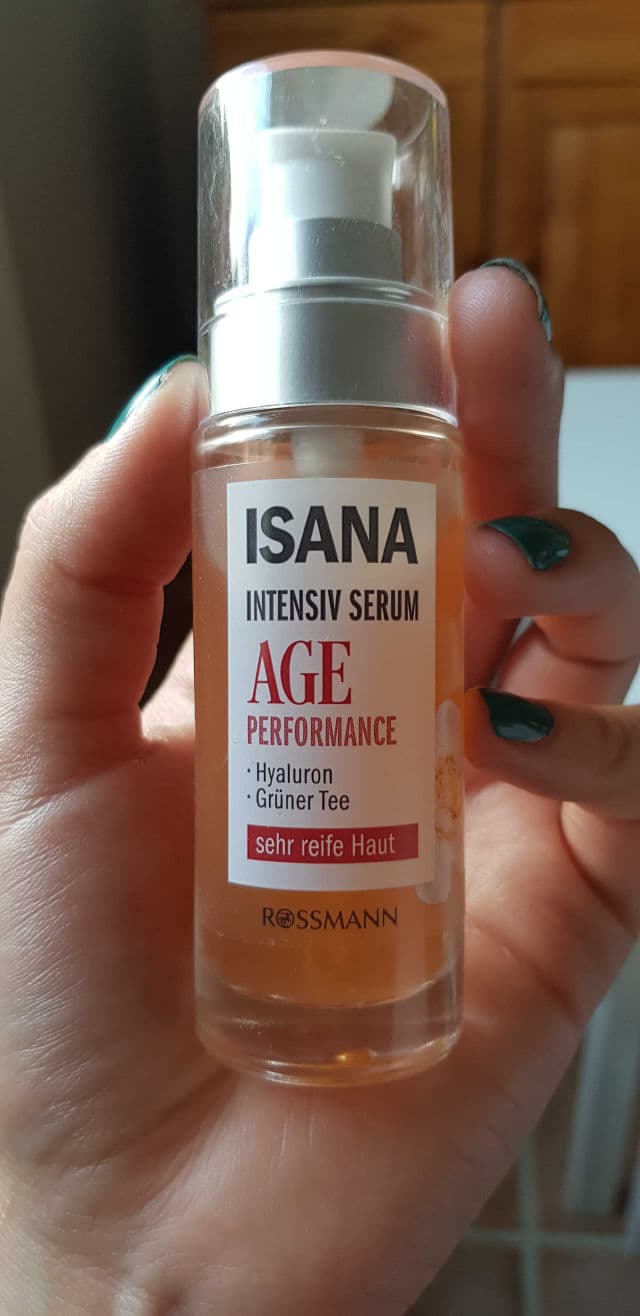 ISANA
INTENSIV SERUM
AGE
PERFORMANCE
· Hyaluron
· Grüner Tee
sehr reife Haut
ROSSMANN